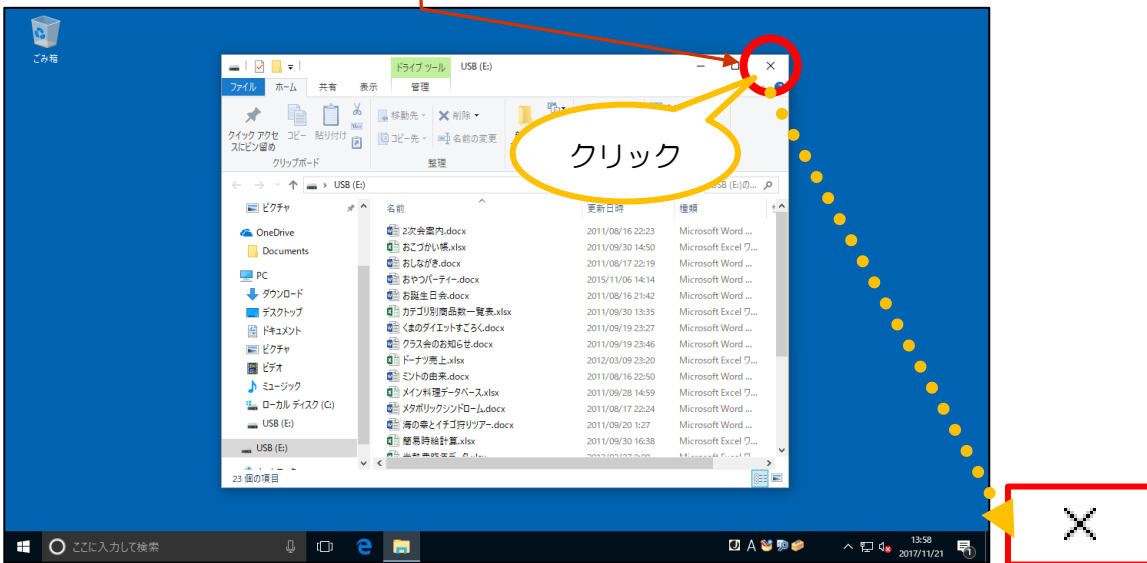 ごみ箱
ドライブ ツール USB (E:)
ファイル ホーム 共有 表示 管理
クイック アクセスにピン留め
コピー
貼り付け
移動先
削除
コピー先
名前の変更
クリップボード 整理
クリック
USB (E:)
ピクチャ
OneDrive
Documents
PC
ダウンロード
デスクトップ
ドキュメント
ピクチャ
ビデオ
ミュージック
ローカル ディスク (C:)
USB (E:)
USB (E:)
名前 更新日時 種類
2次会案内.docx 2011/08/16 22:23 Microsoft Word ...
おこづかい帳.xlsx 2011/09/30 14:50 Microsoft Excel ワ...
おしながき.docx 2011/08/17 22:19 Microsoft Word ...
おやつパーティー.docx 2015/11/06 14:14 Microsoft Word ...
お誕生日会.docx 2011/08/16 21:42 Microsoft Word ...
カテゴリ別商品数一覧表.xlsx 2011/09/30 13:35 Microsoft Excel ワ...
くまのダイエットすごろく.docx 2011/09/19 23:27 Microsoft Word ...
クラス会のお知らせ.docx 2011/09/19 23:46 Microsoft Word ...
ドーナツ売上.xlsx 2012/03/09 23:20 Microsoft Excel ワ...
ミントの由来.docx 2011/08/16 22:50 Microsoft Word ...
メイン料理データベース.xlsx 2011/09/28 14:59 Microsoft Excel ワ...
メタボリックシンドローム.docx 2011/08/17 22:24 Microsoft Word ...
海の幸とイチゴ狩りツアー.docx 2011/09/20 1:27 Microsoft Word ...
簡易時給計算.xlsx 2011/09/30 16:38 Microsoft Excel ワ...
23 個の項目
ここに入力して検索
A
13:58
2017/11/21